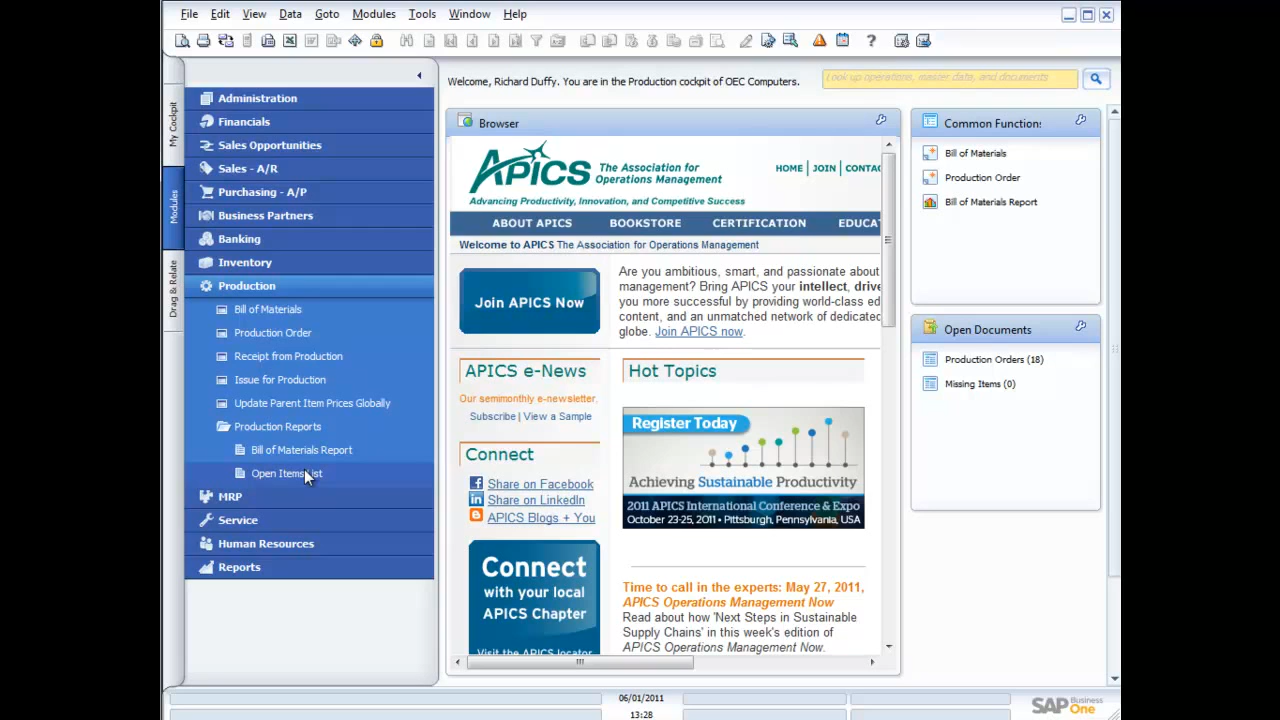 File Edit View Data Goto Modules Tools Window Help
Welcome, Richard Duffy. You are in the Production cockpit of OEC Computers.
Look up operations, master data, and documents
My Cockpit
Modules
Drag & Relate
Administration
Financials
Sales Opportunities
Sales - A/R
Purchasing - A/P
Business Partners
Banking
Inventory
Production
Bill of Materials
Production Order
Receipt from Production
Issue for Production
Update Parent Item Prices Globally
Production Reports
Bill of Materials Report
Open Items List
MRP
Service
Human Resources
Reports
Browser
APICS The Association for
Operations Management
Advancing Productivity, Innovation, and Competitive Success
HOME | JOIN | CONTAC
ABOUT APICS BOOKSTORE CERTIFICATION EDUCA
Welcome to APICS The Association for Operations Management
Join APICS Now
Are you ambitious, smart, and passionate about
management? Bring APICS your intellect, drive
you more successful by providing world-class ed
content, and an unmatched network of dedicated
globe. Join APICS now.
APICS e-News
Our semimonthly e-newsletter.
Subscribe | View a Sample
Connect
Share on Facebook
Share on LinkedIn
APICS Blogs + You
Connect
with your local
APICS Chapter
Visit the APICS locator
Hot Topics
Register Today
Achieving Sustainable Productivity
2011 APICS International Conference & Expo
October 23-25, 2011 • Pittsburgh, Pennsylvania, USA
Time to call in the experts: May 27, 2011,
APICS Operations Management Now
Read about how 'Next Steps in Sustainable
Supply Chains' in this week's edition of
APICS Operations Management Now.
Common Functions
Bill of Materials
Production Order
Bill of Materials Report
Open Documents
Production Orders (18)
Missing Items (0)
06/01/2011
13:28
SAP Business One